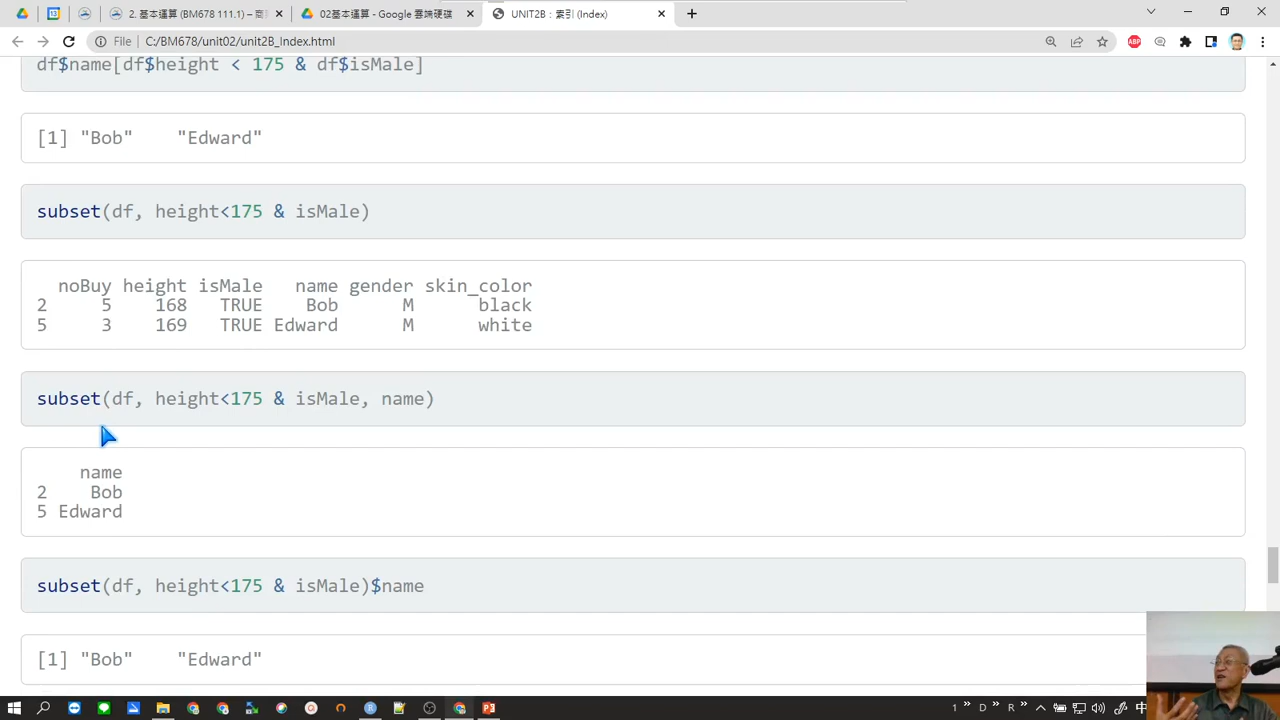 2. 基本運算 (BM678 111.1) – 商
02基本運算 - Google 雲端硬碟
UNIT2B：索引 (Index)
File
C:/BM678/unit02/unit2B_Index.html
ABP
df$name[df$height < 175 & df$isMale]
[1] "Bob"    "Edward"
subset(df, height<175 & isMale)
noBuy height isMale   name gender skin_color
2     5    168   TRUE    Bob      M      black
5     3    169   TRUE Edward      M      white
subset(df, height<175 & isMale, name)
name
2    Bob
5 Edward
subset(df, height<175 & isMale)$name
[1] "Bob"    "Edward"
1 » D » R »
中